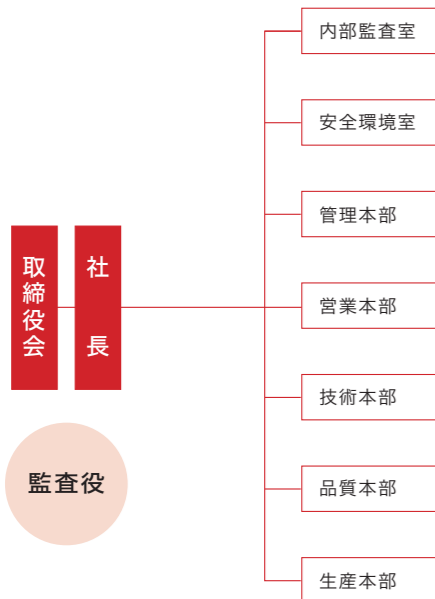 取締役会
社長
監査役
内部監査室
安全環境室
管理本部
営業本部
技術本部
品質本部
生産本部